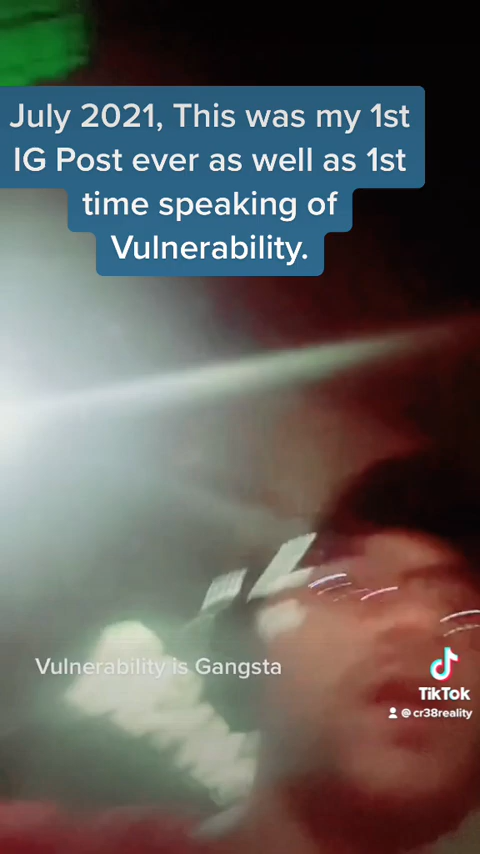 July 2021, This was my 1st
IG Post ever as well as 1st
time speaking of
Vulnerability.
Vulnerability is Gangsta
TikTok
@cr38reality